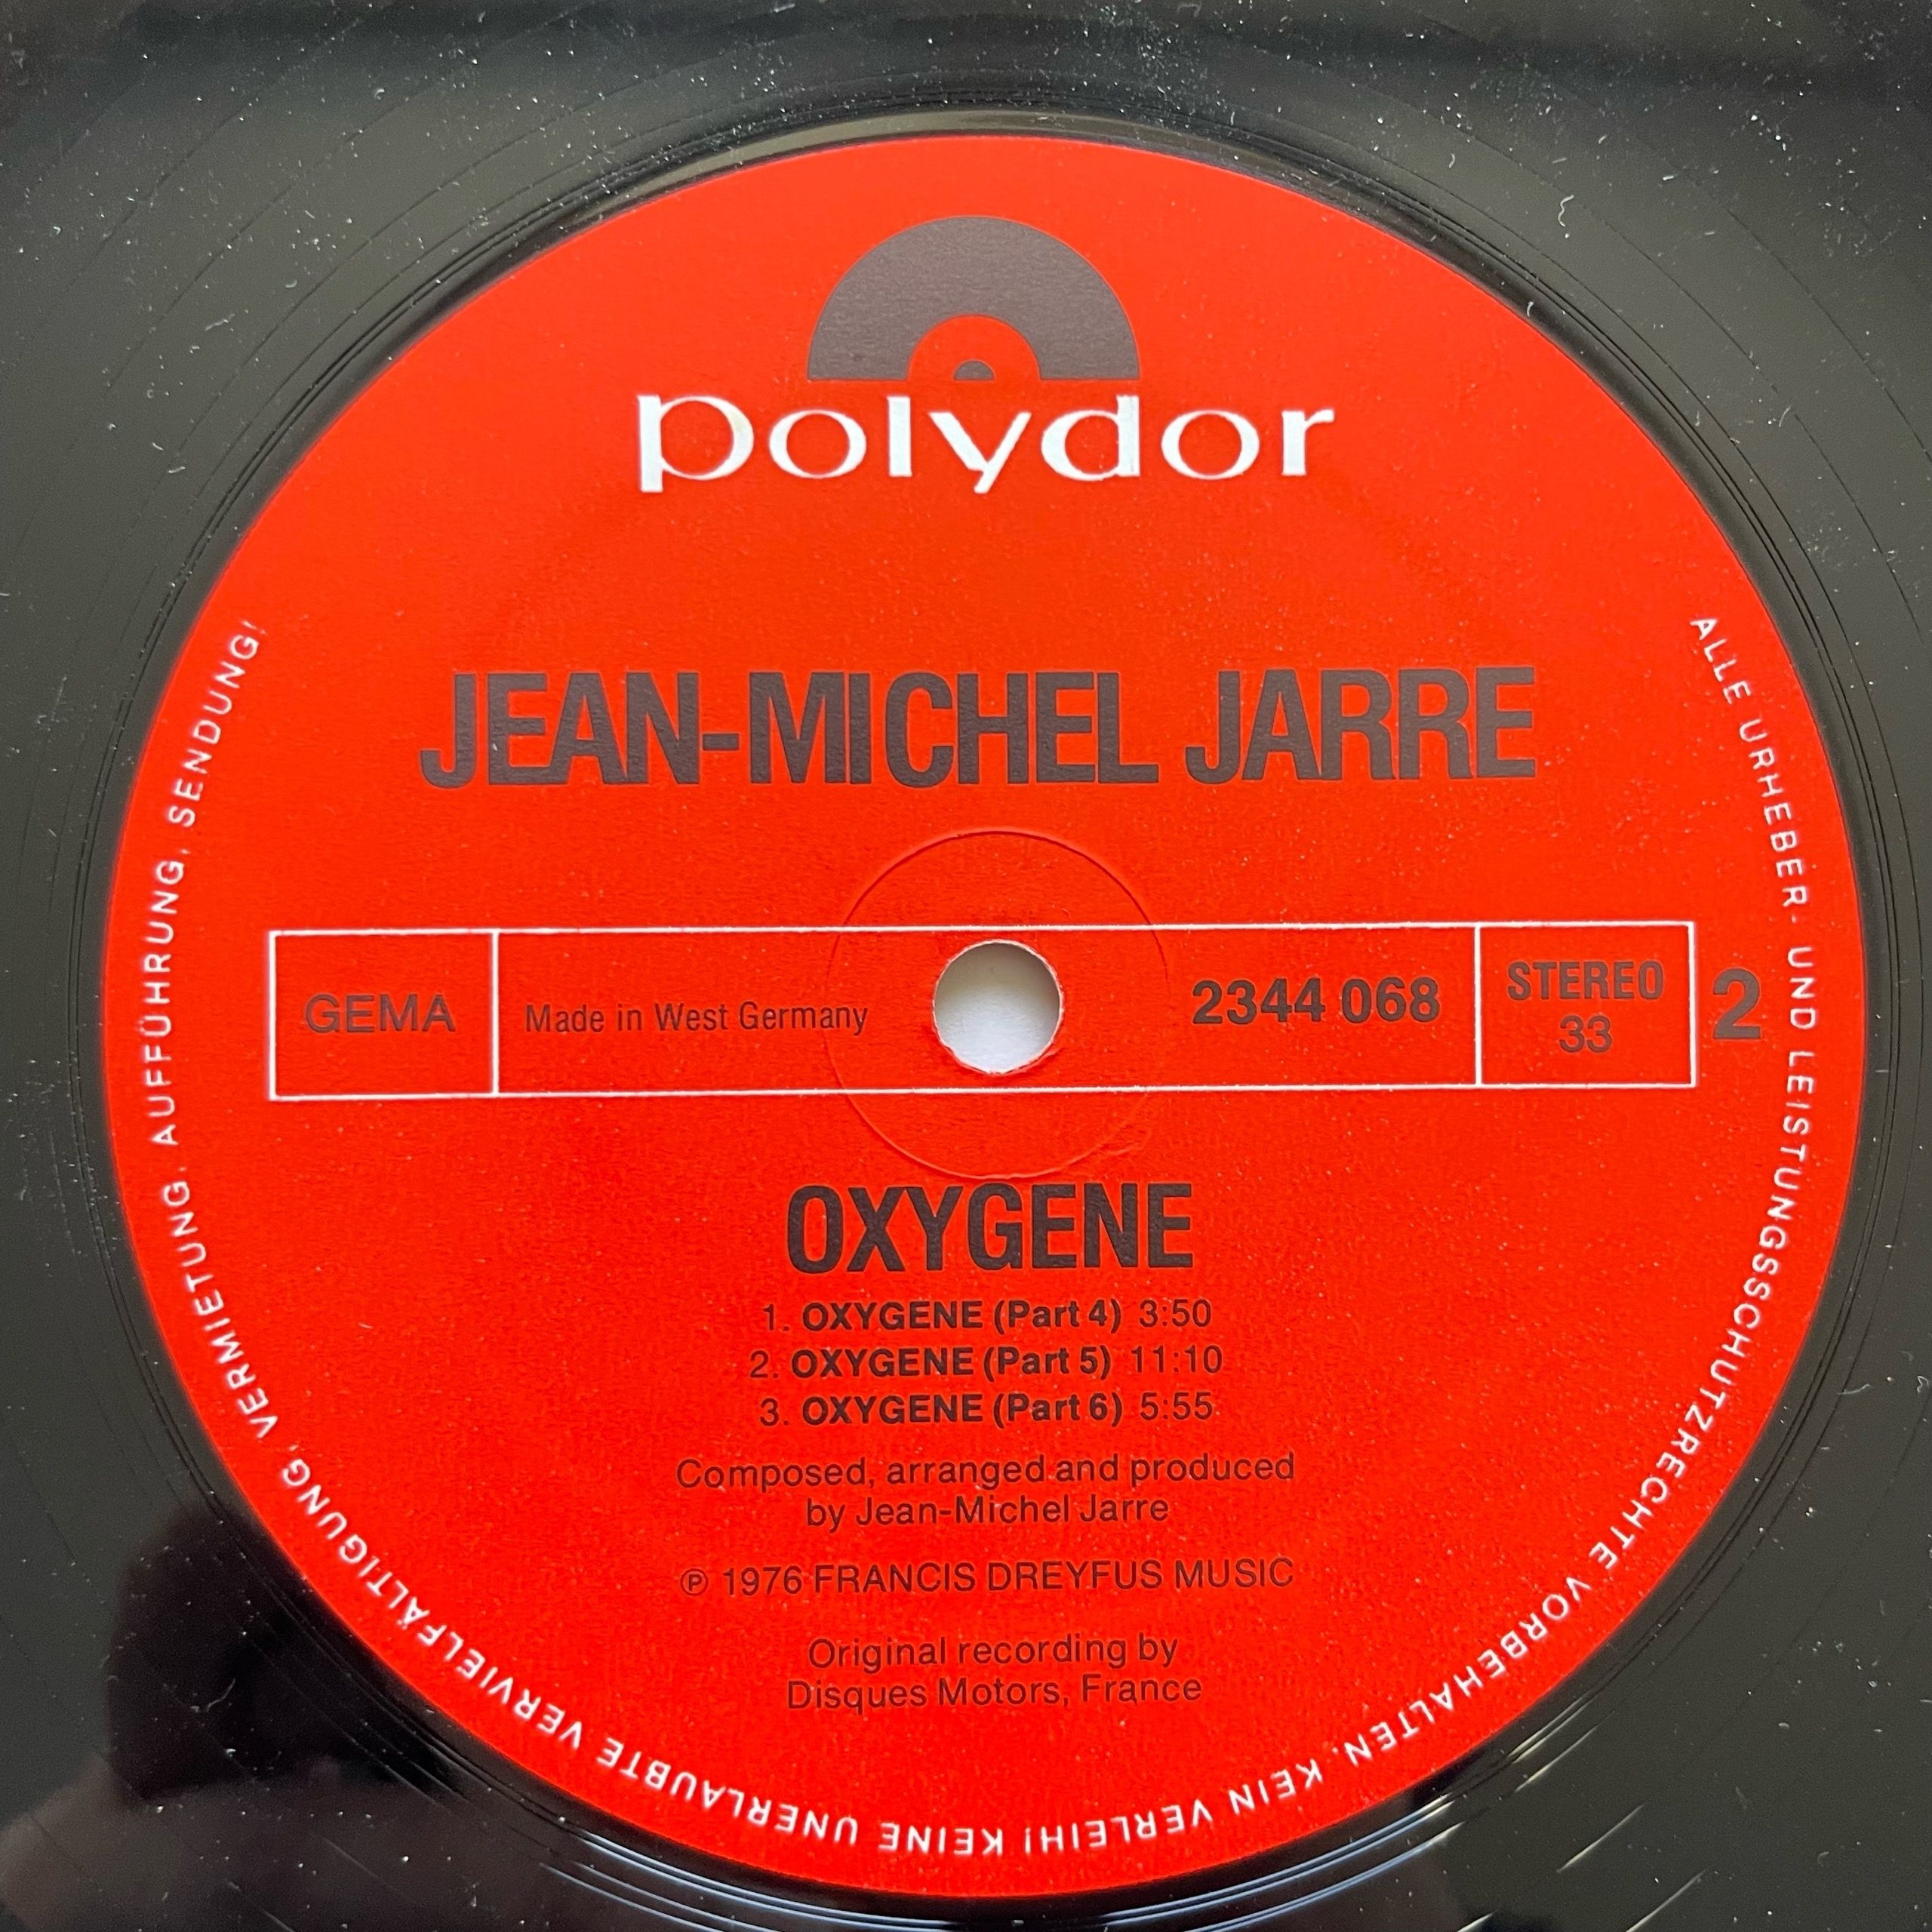 polydor
JEAN-MICHEL JARRE
GEMA
Made in West Germany
2344 068
STEREO
33
2
OXYGENE
1. OXYGENE (Part 4) 3:50
2. OXYGENE (Part 5) 11:10
3. OXYGENE (Part 6) 5:55
Composed, arranged and produced
by Jean-Michel Jarre
℗ 1976 FRANCIS DREYFUS MUSIC
Original recording by
Disques Motors, France
ALLE URHEBER- UND LEISTUNGSSCHUTZRECHTE VORBEHALTEN. KEIN VERLEIH! KEINE UNERLAUBTE VERVIELFÄLTIGUNG, VERMIETUNG, AUFFÜHRUNG, SENDUNG!